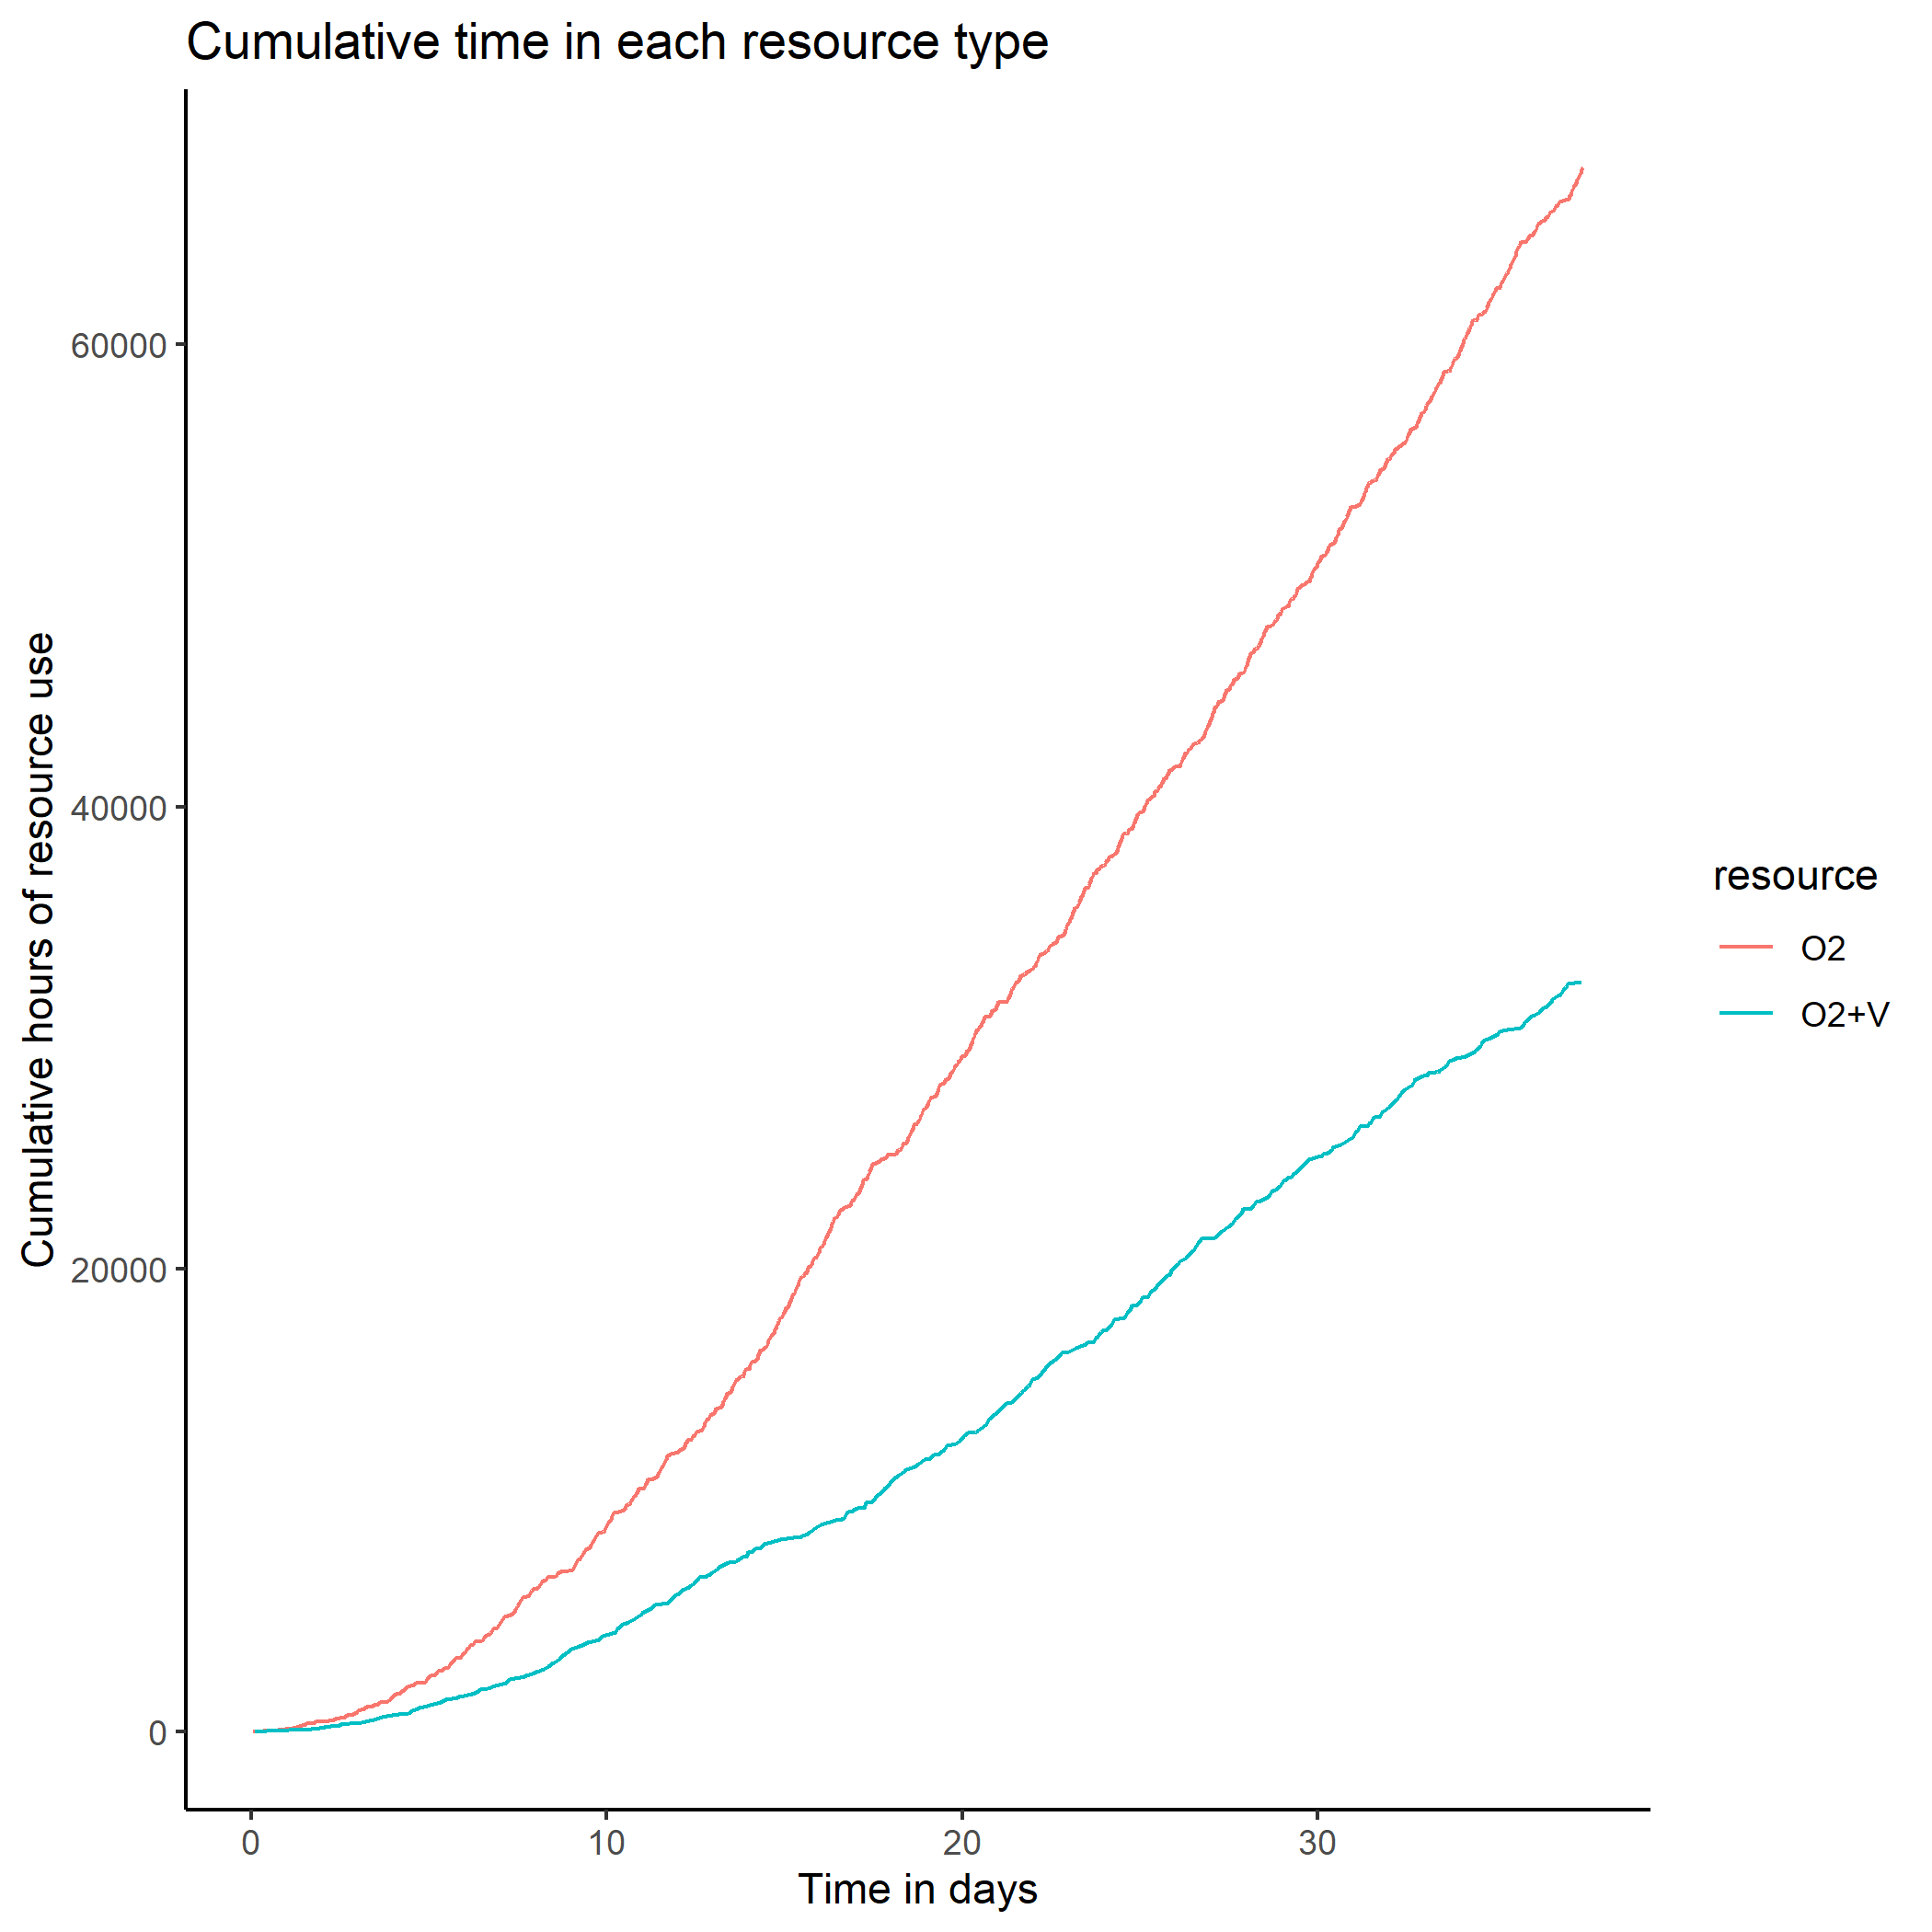 Cumulative time in each resource type
Cumulative hours of resource use
60000
40000
20000
0
0 10 20 30
Time in days
resource
O2
O2+V